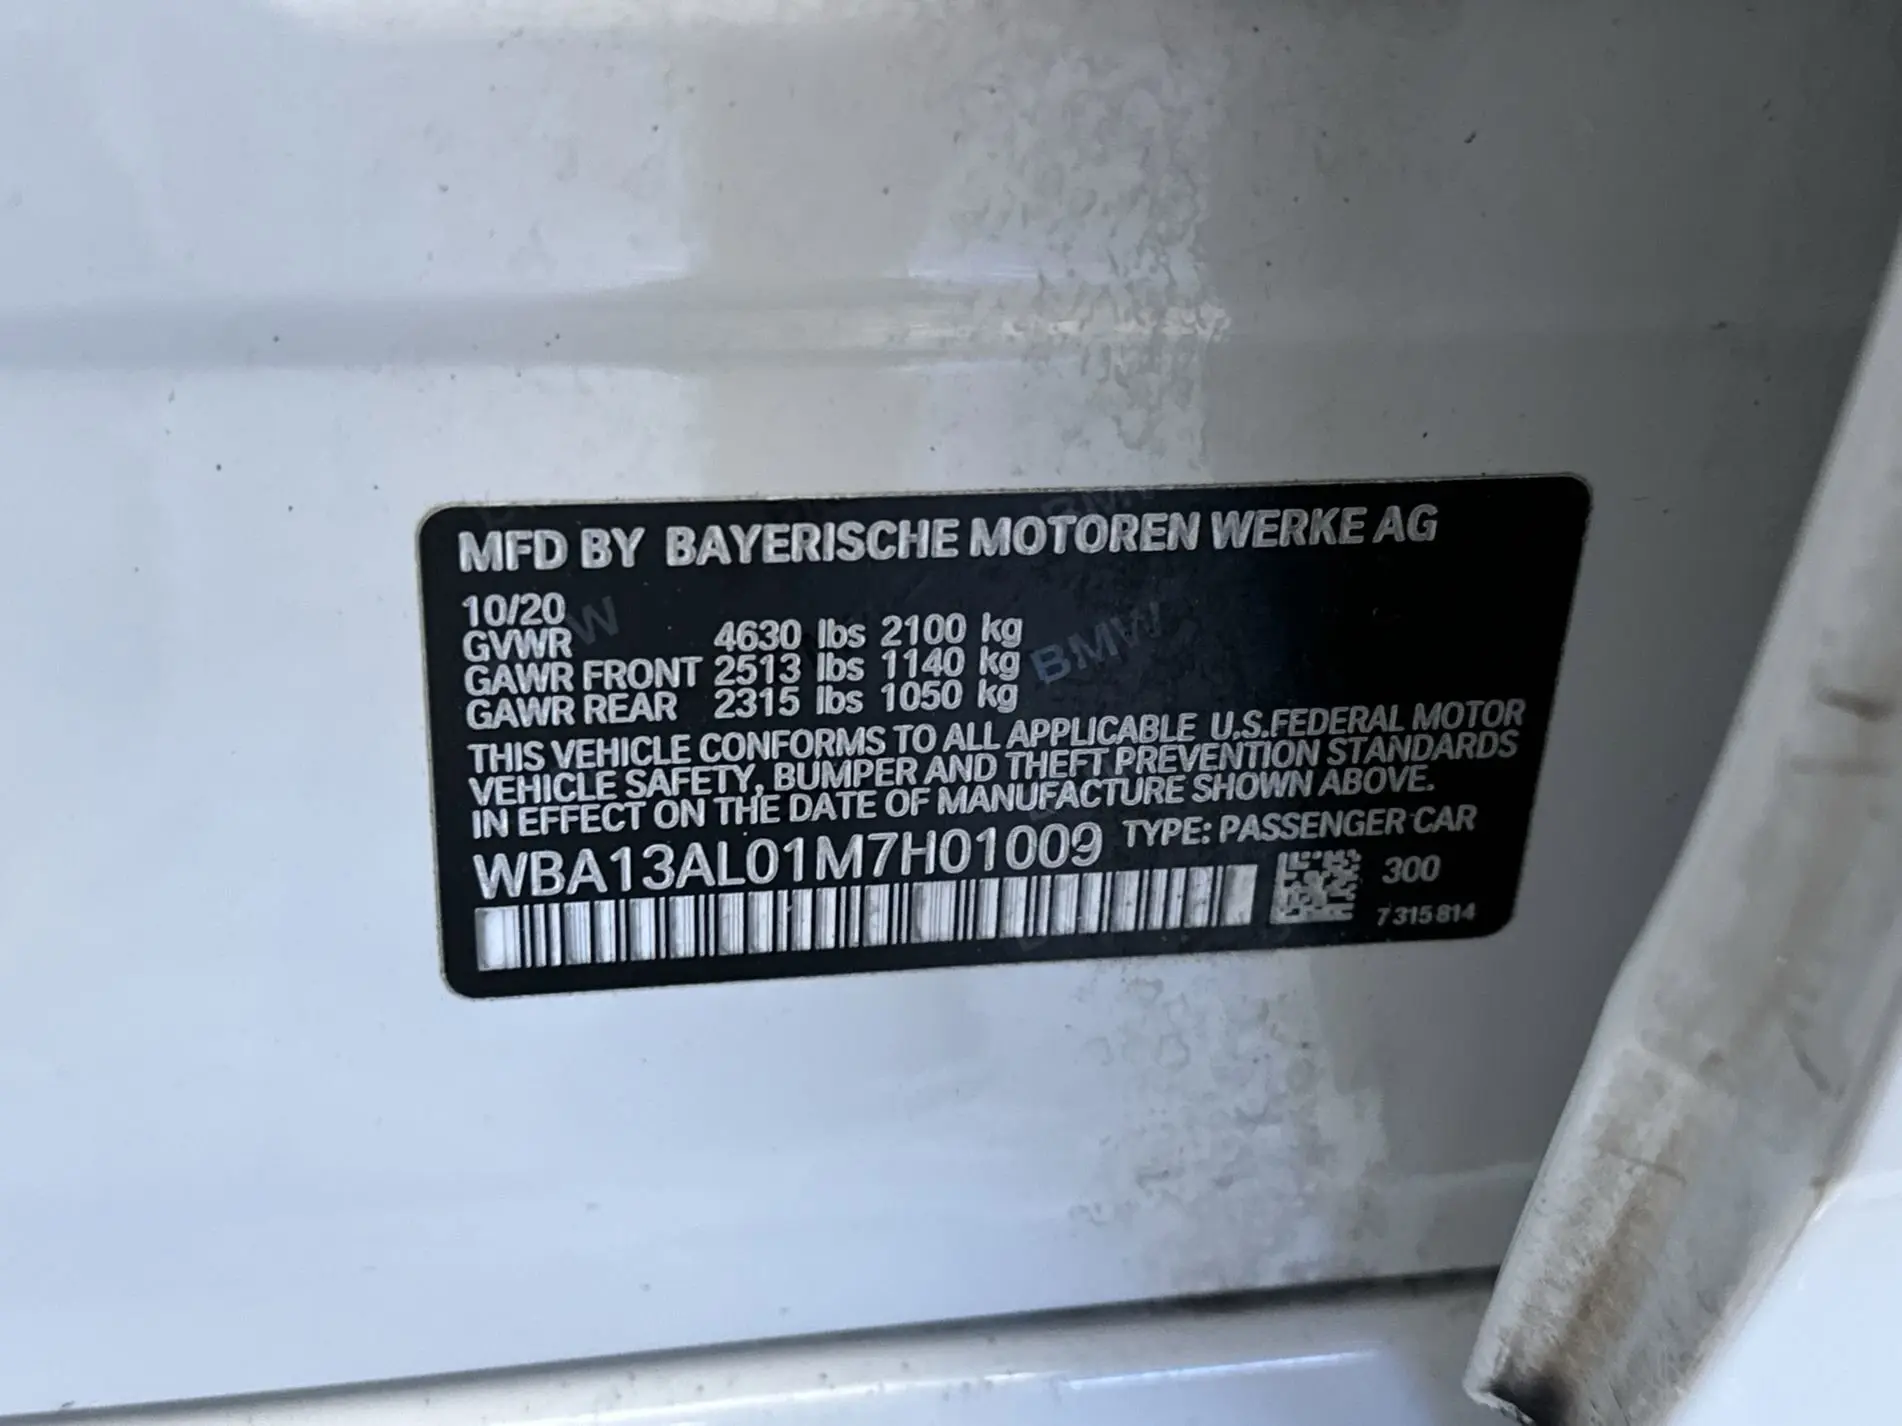 MFD BY BAYERISCHE MOTOREN WERKE AG
10/20
GVWR 4630 lbs 2100 kg
GAWR FRONT 2513 lbs 1140 kg
GAWR REAR 2315 lbs 1050 kg
THIS VEHICLE CONFORMS TO ALL APPLICABLE U.S.FEDERAL MOTOR
VEHICLE SAFETY, BUMPER AND THEFT PREVENTION STANDARDS
IN EFFECT ON THE DATE OF MANUFACTURE SHOWN ABOVE.
WBA13AL01M7H01009 TYPE: PASSENGER CAR
300
7 315 814
BMW